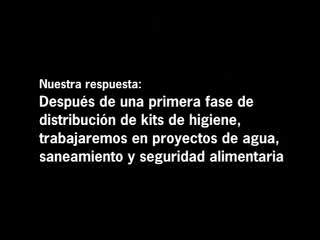 Nuestra respuesta:
Después de una primera fase de
distribución de kits de higiene,
trabajaremos en proyectos de agua,
saneamiento y seguridad alimentaria